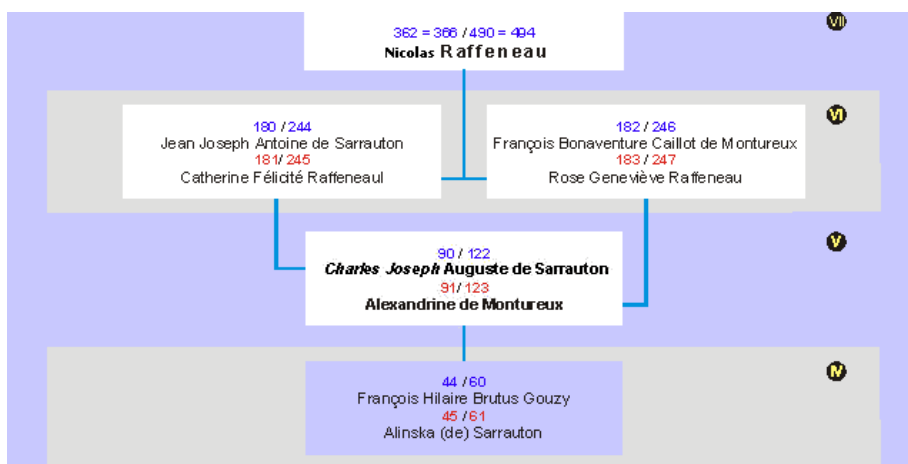 362 = 366 / 490 = 494
Nicolas Raffeneau
VII
180 / 244
Jean Joseph Antoine de Sarrauton
181/ 245
Catherine Félicité Raffeneaul
182 / 246
François Bonaventure Caillot de Montureux
183 / 247
Rose Geneviève Raffeneau
VI
90 / 122
Charles Joseph Auguste de Sarrauton
91/ 123
Alexandrine de Montureux
V
44 / 60
François Hilaire Brutus Gouzy
45 / 61
Alinska (de) Sarrauton
IV